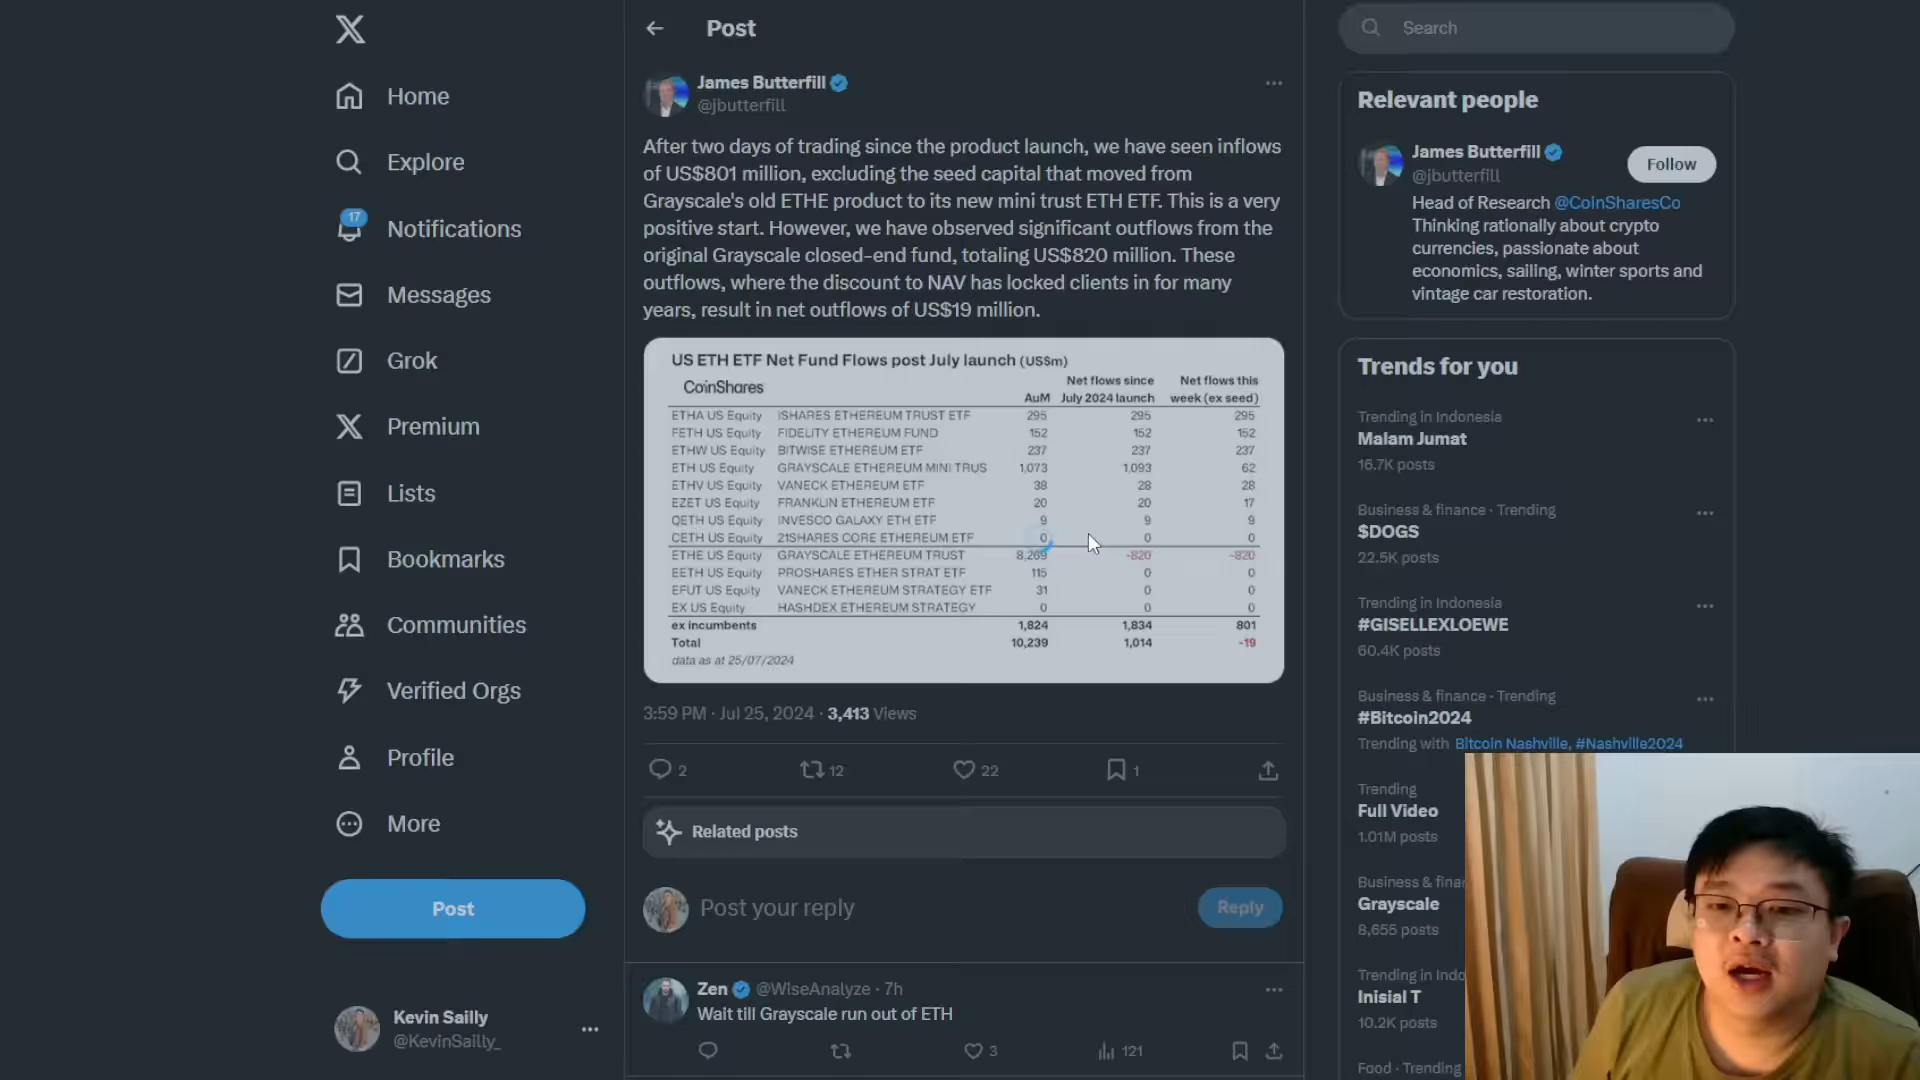 Home
Explore
17
Notifications
Messages
Grok
Premium
Lists
Bookmarks
Communities
Verified Orgs
Profile
More
Post
Kevin Sailly
@KevinSailly_
Post
James Butterfill
@jbutterfill
After two days of trading since the product launch, we have seen inflows
of US$801 million, excluding the seed capital that moved from
Grayscale's old ETHE product to its new mini trust ETH ETF. This is a very
positive start. However, we have observed significant outflows from the
original Grayscale closed-end fund, totaling US$820 million. These
outflows, where the discount to NAV has locked clients in for many
years, result in net outflows of US$19 million.
US ETH ETF Net Fund Flows post July launch (US$m)
CoinShares
Net flows since Net flows this
AuM July 2024 launch week (ex seed)
ETHA US Equity ISHARES ETHEREUM TRUST ETF 295 295 295
FETH US Equity FIDELITY ETHEREUM FUND 152 152 152
ETHW US Equity BITWISE ETHEREUM ETF 237 237 237
ETH US Equity GRAYSCALE ETHEREUM MINI TRUS 1,073 1,093 62
ETHV US Equity VANECK ETHEREUM ETF 38 28 28
EZET US Equity FRANKLIN ETHEREUM ETF 20 20 17
QETH US Equity INVESCO GALAXY ETH ETF 9 9 9
CETH US Equity 21SHARES CORE ETHEREUM ETF 0 0 0
ETHE US Equity GRAYSCALE ETHEREUM TRUST 8,269 -820 -820
EETH US Equity PROSHARES ETHER STRAT ETF 115 0 0
EFUT US Equity VANECK ETHEREUM STRATEGY ETF 31 0 0
EX US Equity HASHDEX ETHEREUM STRATEGY 0 0 0
ex incumbents 1,824 1,834 801
Total 10,239 1,014 -19
data as at 25/07/2024
3:59 PM · Jul 25, 2024 · 3,413 Views
2 12 22 1
Related posts
Post your reply
Reply
Zen @WIseAnalyze · 7h
Wait till Grayscale run out of ETH
3 121
Search
Relevant people
James Butterfill
@jbutterfill
Follow
Head of Research @CoinSharesCo
Thinking rationally about crypto
currencies, passionate about
economics, sailing, winter sports and
vintage car restoration.
Trends for you
Trending in Indonesia
Malam Jumat
16.7K posts
Business & finance · Trending
$DOGS
22.5K posts
Trending in Indonesia
#GISELLEXLOEWE
60.4K posts
Business & finance · Trending
#Bitcoin2024
Trending with Bitcoin Nashville, #Nashville2024
Trending
Full Video
1.01M posts
Business & finan
Grayscale
8,655 posts
Trending in Indo
Inisial T
10.2K posts
Food · Trending